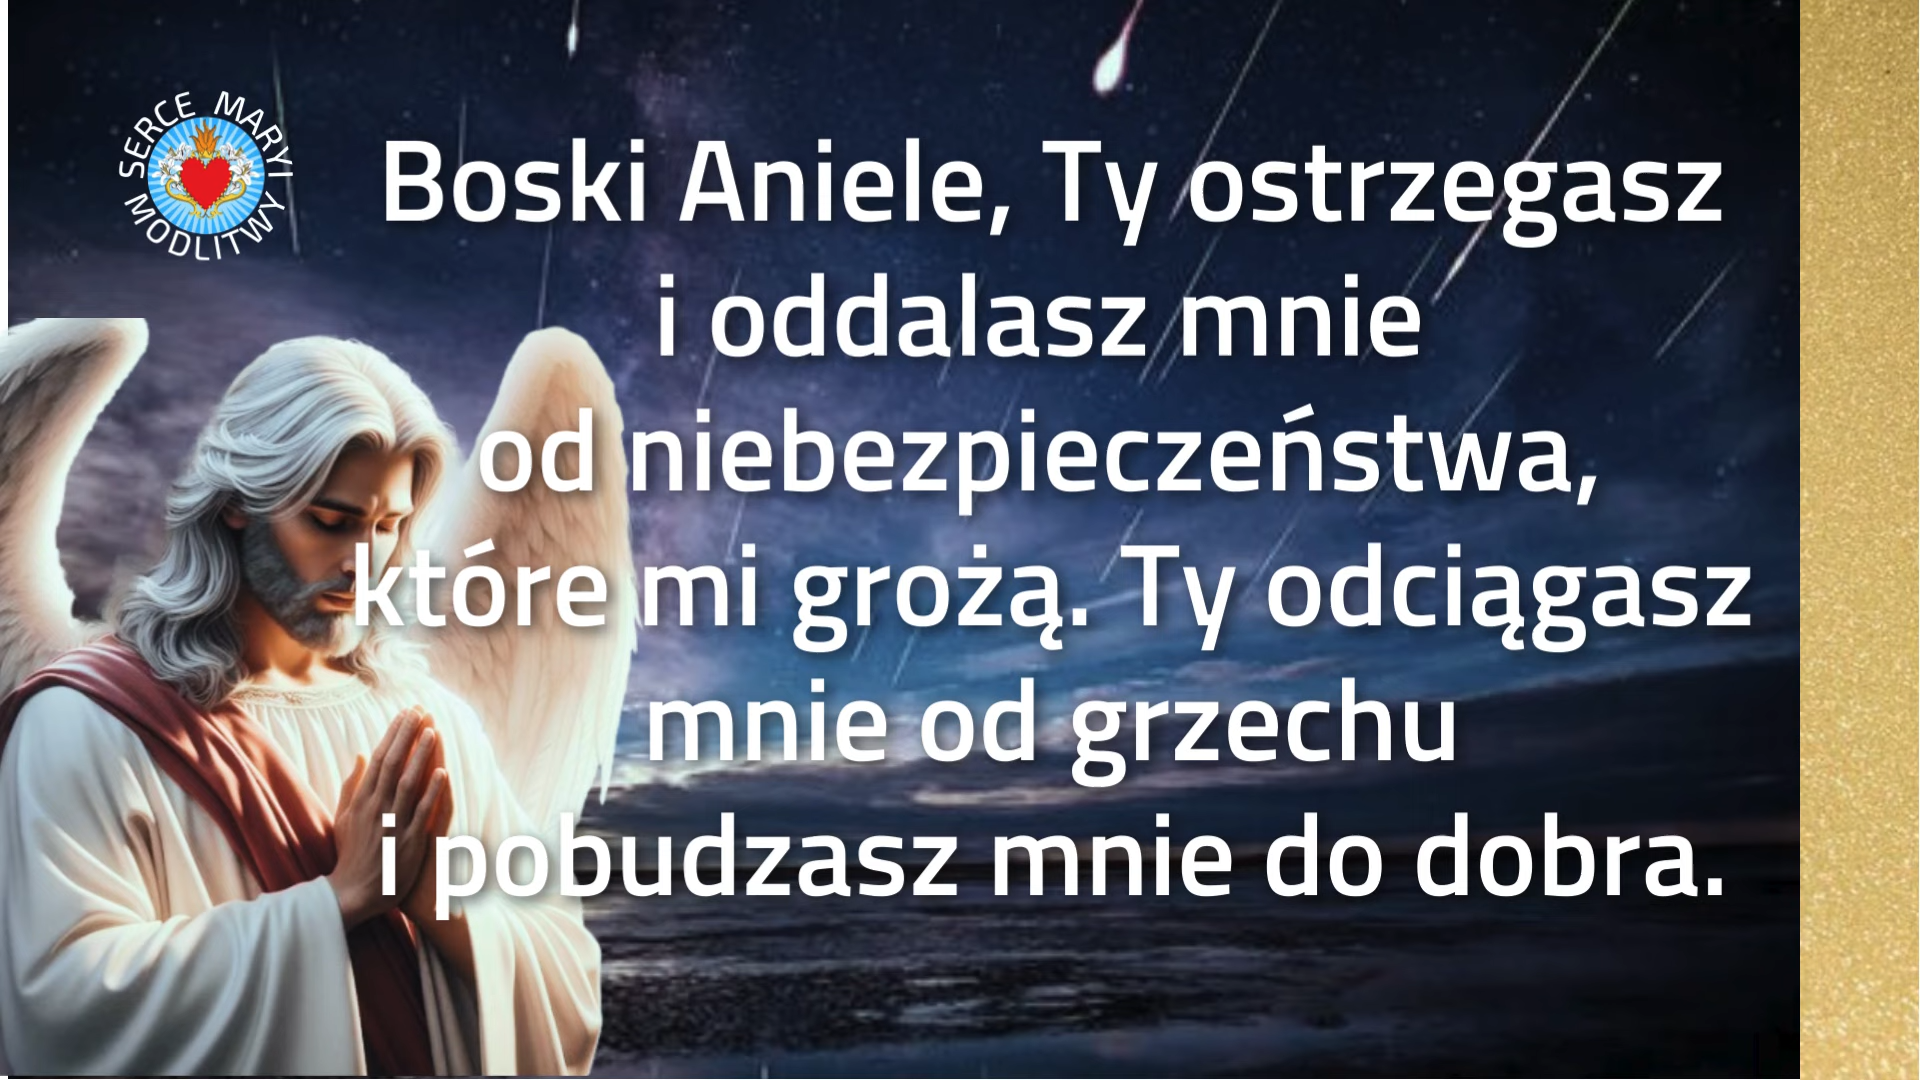 SERCE MARYI
MODLITWY
Boski Aniele, Ty ostrzegasz
i oddalasz mnie
od niebezpieczeństwa,
które mi grożą. Ty odciągasz
mnie od grzechu
i pobudzasz mnie do dobra.